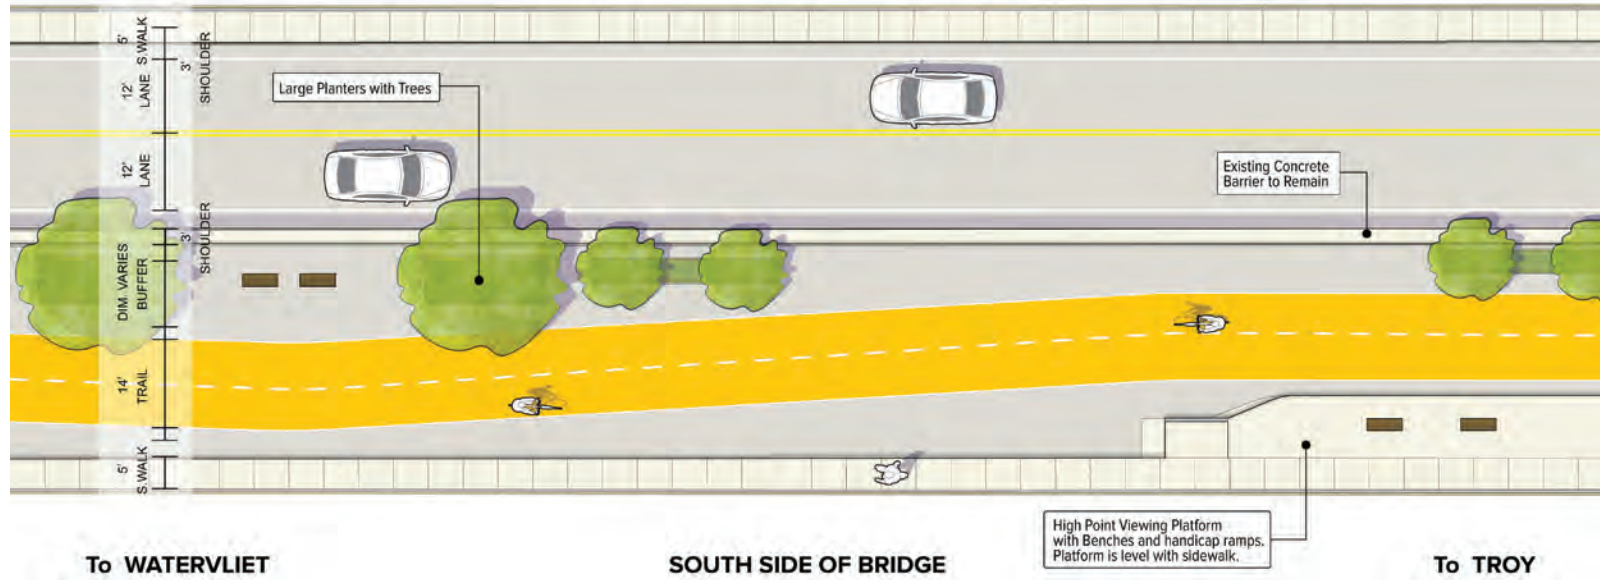 5'
S.WALK
3'
SHOULDER
12'
LANE
Large Planters with Trees
12'
LANE
Existing Concrete
Barrier to Remain
3'
SHOULDER
DIM. VARIES
BUFFER
14'
TRAIL
5'
S.WALK
High Point Viewing Platform
with Benches and handicap ramps.
Platform is level with sidewalk.
To WATERVLIET
SOUTH SIDE OF BRIDGE
To TROY